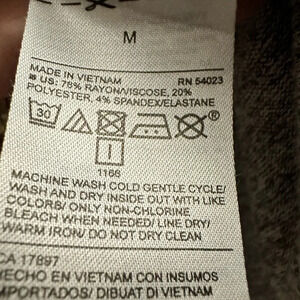 M
MADE IN VIETNAM RN 54023
US: 76% RAYON/VISCOSE, 20%
POLYESTER, 4% SPANDEX/ELASTANE
30
®
1166
MACHINE WASH COLD GENTLE CYCLE/
WASH AND DRY INSIDE OUT WITH LIKE
COLORS/ ONLY NON-CHLORINE
BLEACH WHEN NEEDED/ LINE DRY/
WARM IRON/ DO NOT DRY CLEAN
CA 17897
HECHO EN VIETNAM CON INSUMOS
IMPORTADOS/ DIBUAT DI VIETNAM